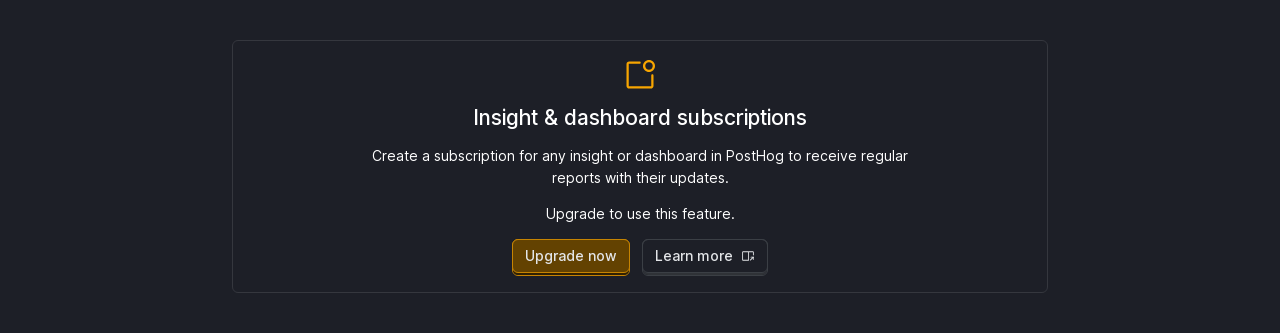 Insight & dashboard subscriptions
Create a subscription for any insight or dashboard in PostHog to receive regular
reports with their updates.
Upgrade to use this feature.
Upgrade now
Learn more